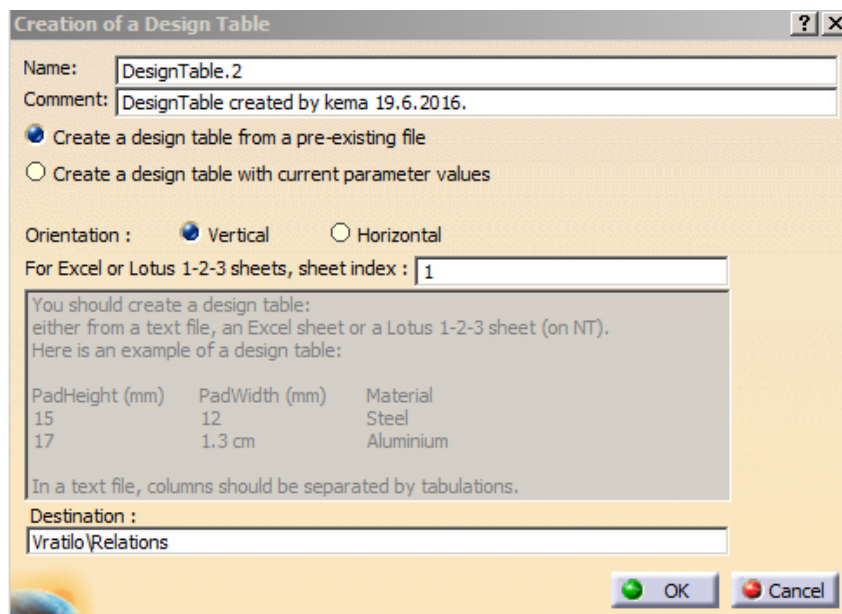 Creation of a Design Table
Name: DesignTable.2
Comment: DesignTable created by kema 19.6.2016.
Create a design table from a pre-existing file
Create a design table with current parameter values
Orientation : Vertical Horizontal
For Excel or Lotus 1-2-3 sheets, sheet index : 1
You should create a design table:
either from a text file, an Excel sheet or a Lotus 1-2-3 sheet (on NT).
Here is an example of a design table:
PadHeight (mm) PadWidth (mm) Material
15 12 Steel
17 1.3 cm Aluminium
In a text file, columns should be separated by tabulations.
Destination :
Vratilo\Relations
OK Cancel